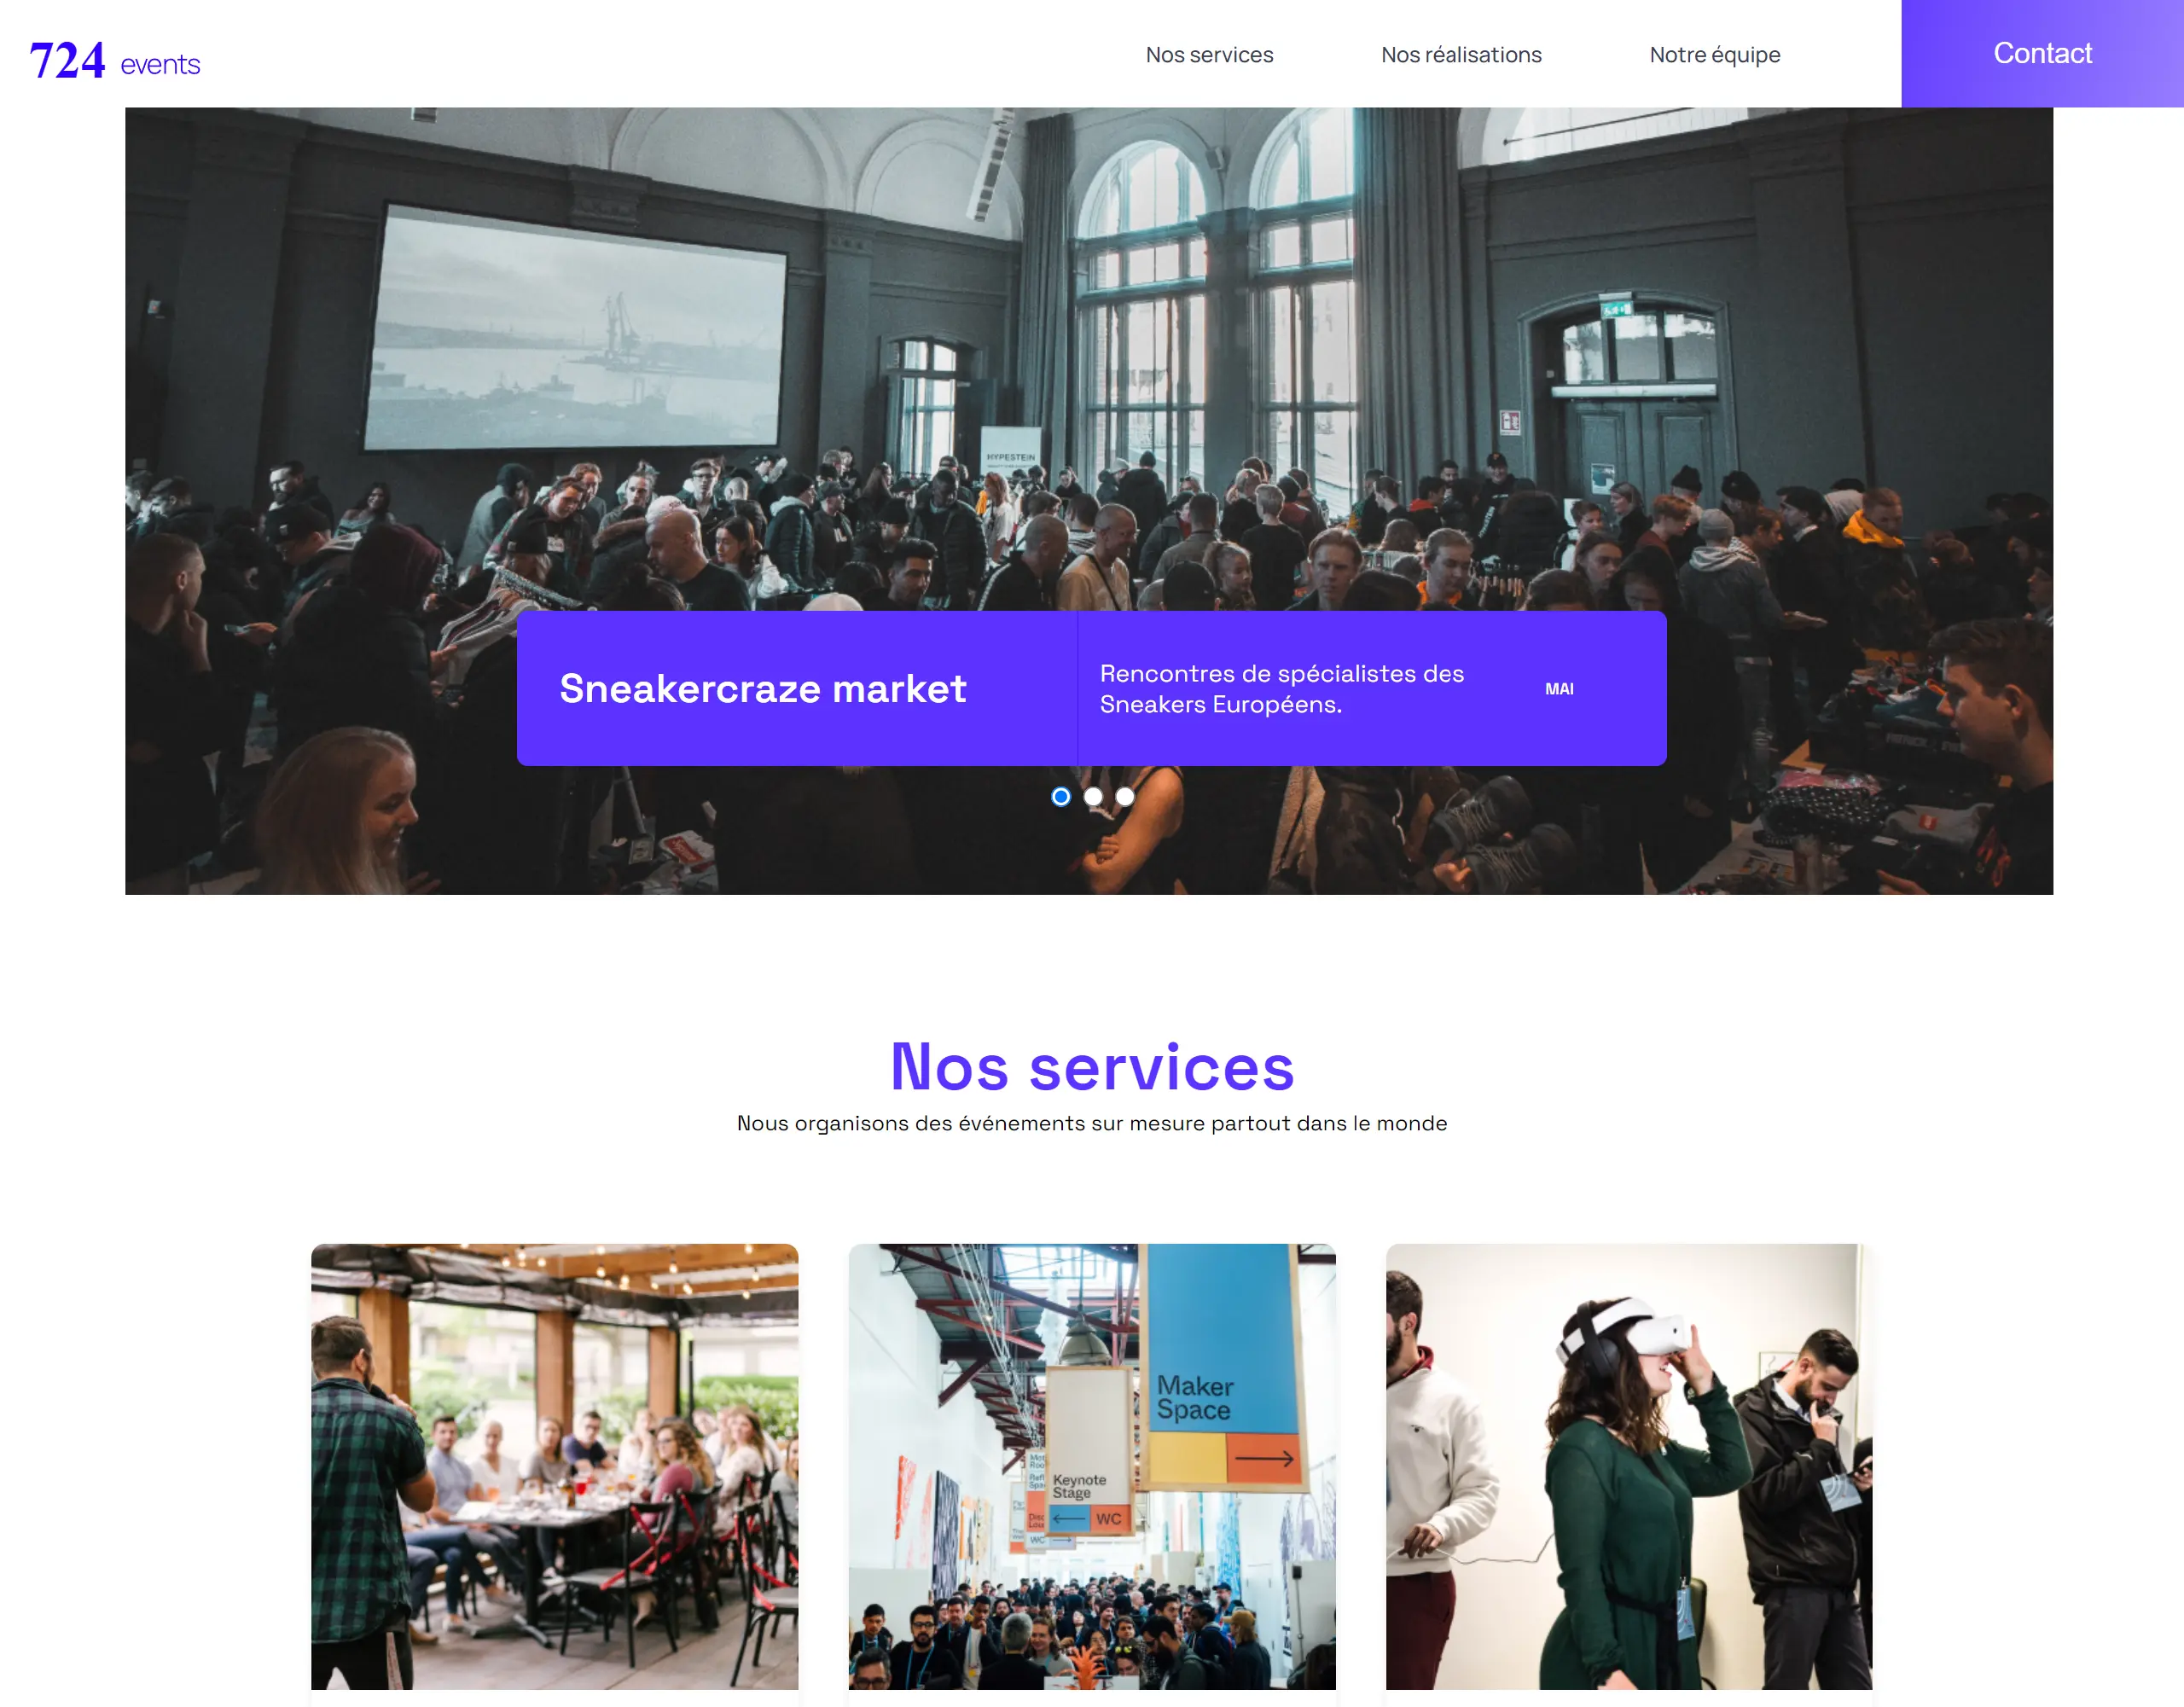 724 events
Nos services
Nos réalisations
Notre équipe
Contact
HYPESTEIN
Sneakercraze market
Rencontres de spécialistes des
Sneakers Européens.
MAI
Nos services
Nous organisons des événements sur mesure partout dans le monde
Maker
Space
Keynote
Stage
WC
WC